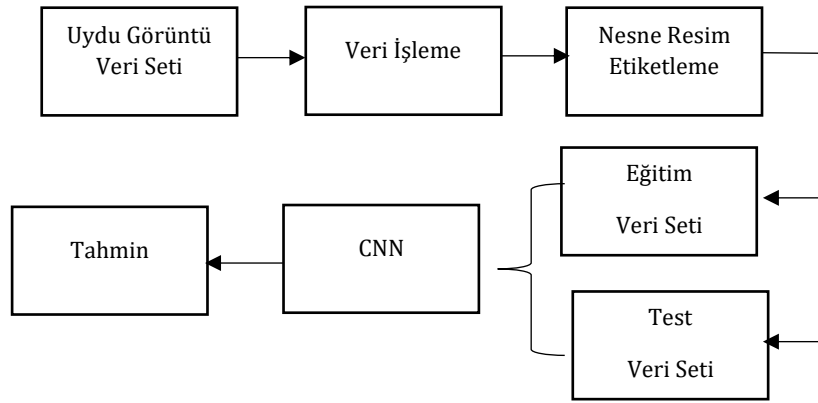 Uydu Görüntü
Veri Seti
Veri İşleme
Nesne Resim
Etiketleme
Eğitim
Veri Seti
Tahmin
CNN
Test
Veri Seti